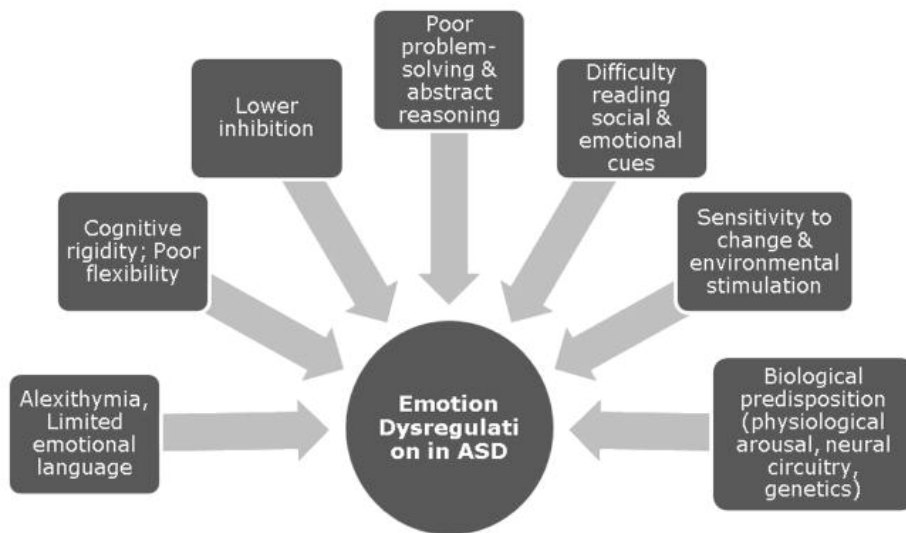 Poor
problem-
solving &
abstract
reasoning
Lower
inhibition
Difficulty
reading
social &
emotional
cues
Cognitive
rigidity; Poor
flexibility
Sensitivity to
change &
environmental
stimulation
Alexithymia,
Limited
emotional
language
Emotion
Dysregulati
on in ASD
Biological
predisposition
(physiological
arousal, neural
circuitry,
genetics)